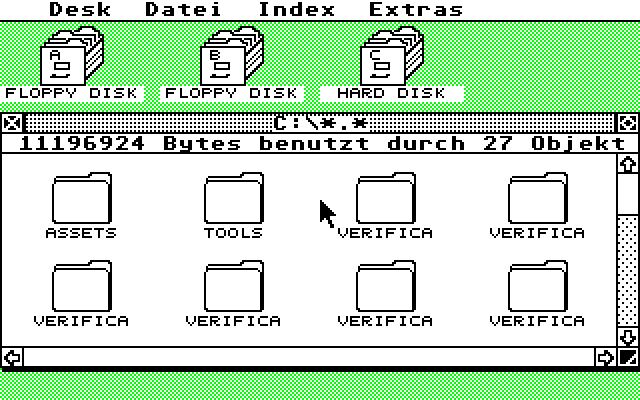 Desk Datei Index Extras
A B C
FLOPPY DISK FLOPPY DISK HARD DISK
C:\*.*
11196924 Bytes benutzt durch 27 Objekt
ASSETS TOOLS VERIFICA VERIFICA
VERIFICA VERIFICA VERIFICA VERIFICA